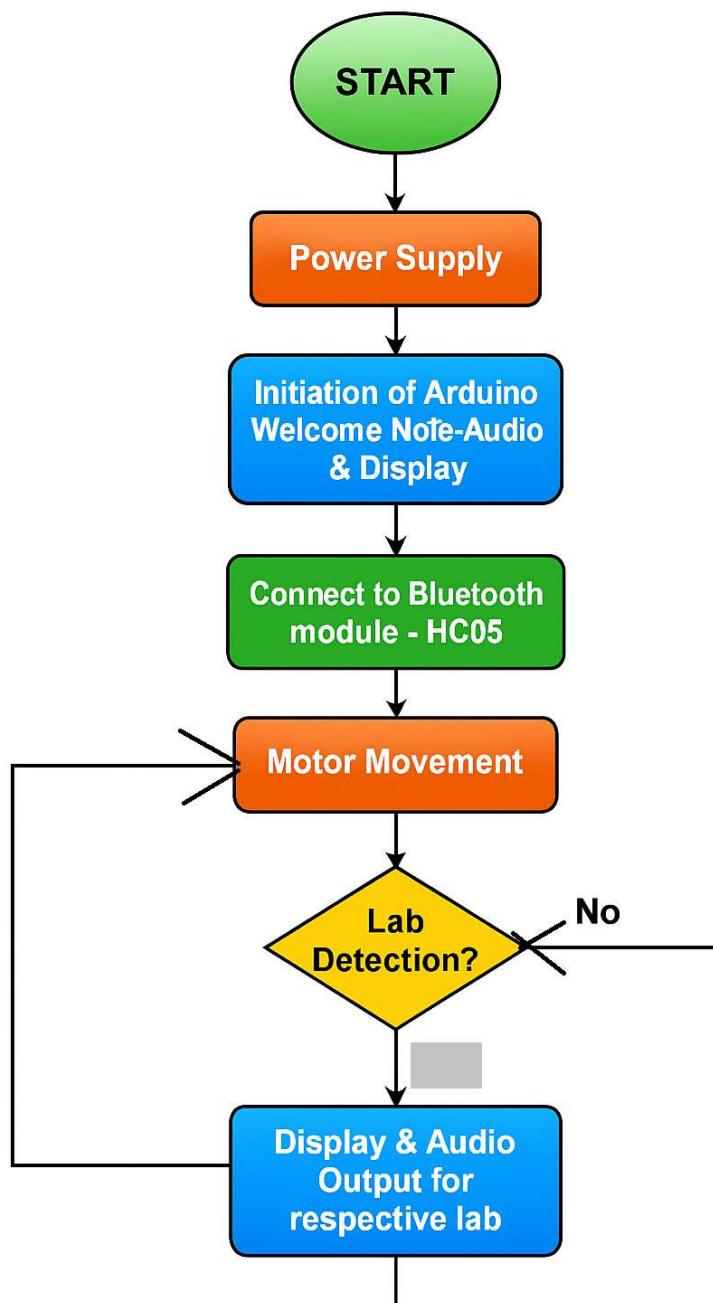 START
Power Supply
Initiation of Arduino
Welcome Note-Audio
& Display
Connect to Bluetooth
module - HC05
Motor Movement
Lab
Detection?
No
Display & Audio
Output for
respective lab